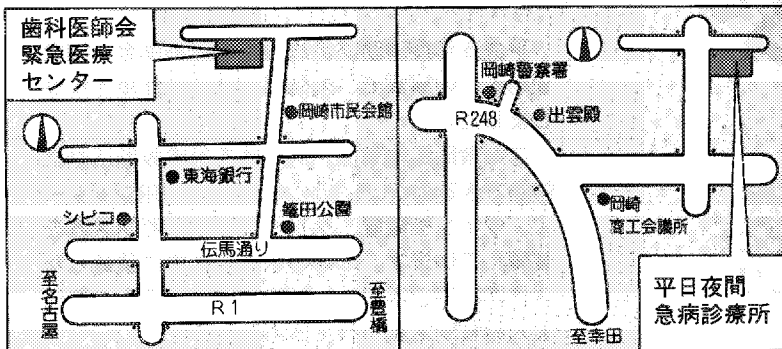 歯科医師会
緊急医療
センター
岡崎市民会館
東海銀行
シビコ
籠田公園
伝馬通り
至名古屋
R1
至豊橋
岡崎警察署
R248
出雲殿
岡崎
商工会議所
平日夜間
急病診療所
至幸田